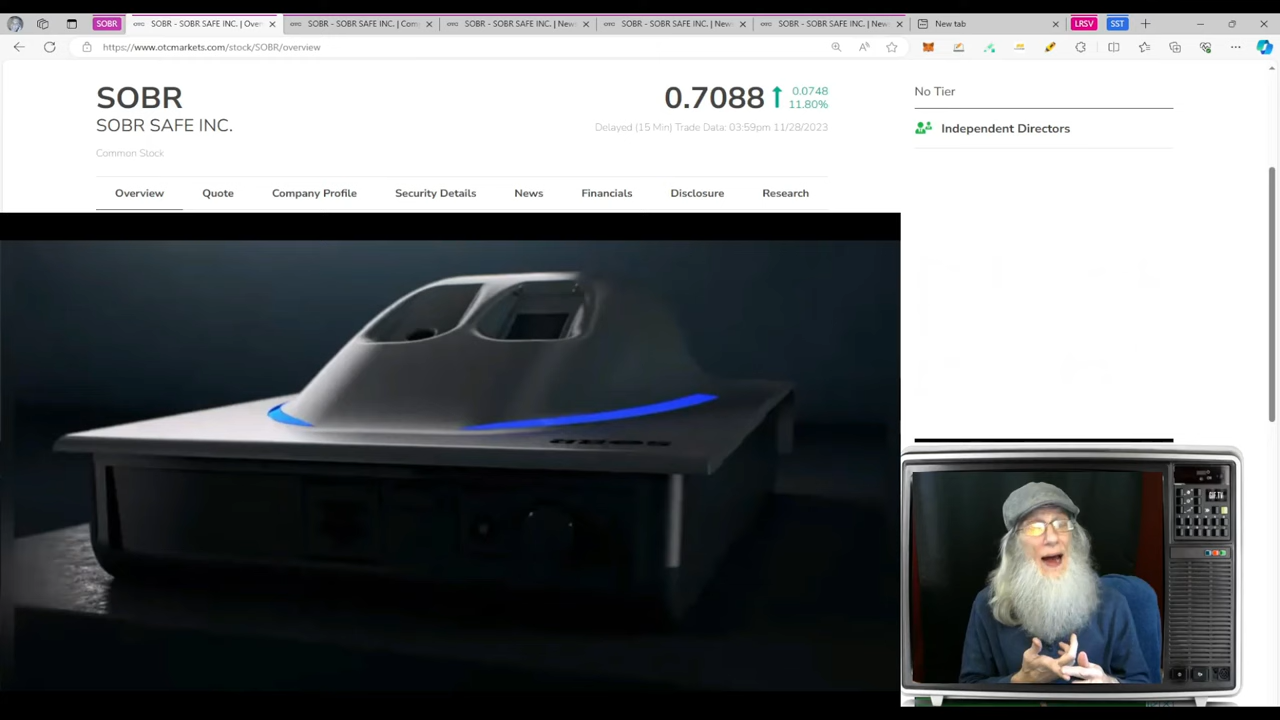 SOBR
SOBR - SOBR SAFE INC. | Over
SOBR - SOBR SAFE INC. | Com
SOBR - SOBR SAFE INC. | New
SOBR - SOBR SAFE INC. | New
SOBR - SOBR SAFE INC. | New
New tab
LRSV
SST
https://www.otcmarkets.com/stock/SOBR/overview
SOBR
0.7088
0.0748
11.80%
SOBR SAFE INC.
Delayed (15 Min) Trade Data: 03:59pm 11/28/2023
Common Stock
No Tier
Independent Directors
Overview
Quote
Company Profile
Security Details
News
Financials
Disclosure
Research